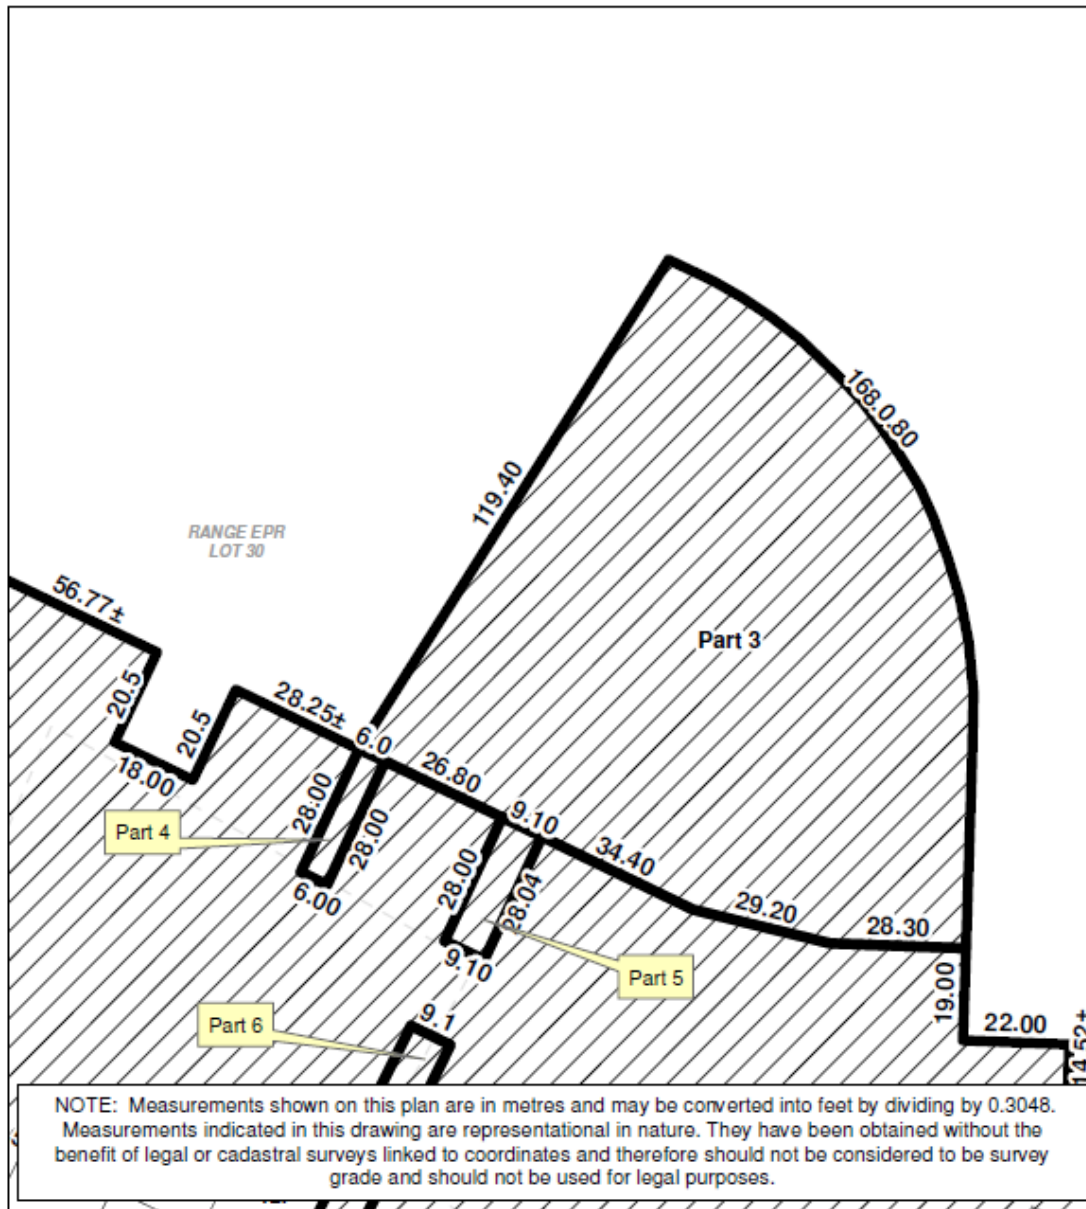 168.0.80
119.40
RANGE EPR
LOT 30
56.77±
Part 3
20.5
20.5
28.25±
6.0
18.00
26.80
28.00
9.10
Part 4
28.00
34.40
28.00
28.04
6.00
29.20
28.30
9.10
Part 5
19.00
9.1
Part 6
22.00
14.52±
NOTE: Measurements shown on this plan are in metres and may be converted into feet by dividing by 0.3048.
Measurements indicated in this drawing are representational in nature. They have been obtained without the
benefit of legal or cadastral surveys linked to coordinates and therefore should not be considered to be survey
grade and should not be used for legal purposes.